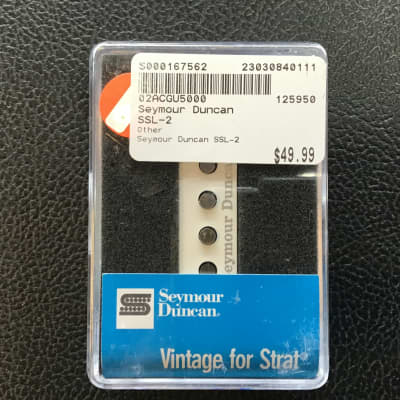 S000167562 23030840111
02ACGU5000 125950
Seymour Duncan
SSL-2
Other
Seymour Duncan SSL-2
$49.99
Seymour Duncan
Seymour
Duncan®
Vintage for Strat®